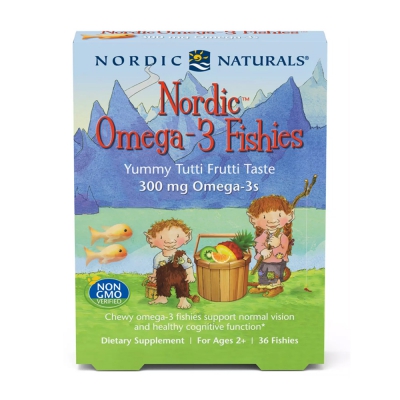 NORDIC NATURALS®
Nordic™
Omega-3 Fishies
Yummy Tutti Frutti Taste
300 mg Omega-3s
NON
GMO
VERIFIED
Chewy omega-3 fishies support normal vision
and healthy cognitive function*
Dietary Supplement | For Ages 2+ | 36 Fishies